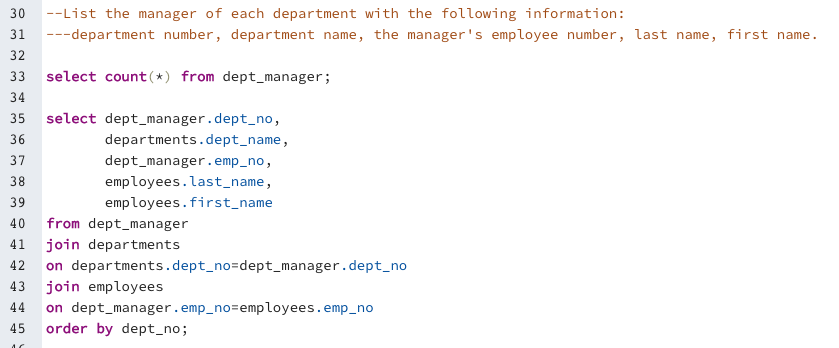 30 --List the manager of each department with the following information:
31 ---department number, department name, the manager's employee number, last name, first name.
32
33 select count(*) from dept_manager;
34
35 select dept_manager.dept_no,
36 departments.dept_name,
37 dept_manager.emp_no,
38 employees.last_name,
39 employees.first_name
40 from dept_manager
41 join departments
42 on departments.dept_no=dept_manager.dept_no
43 join employees
44 on dept_manager.emp_no=employees.emp_no
45 order by dept_no;